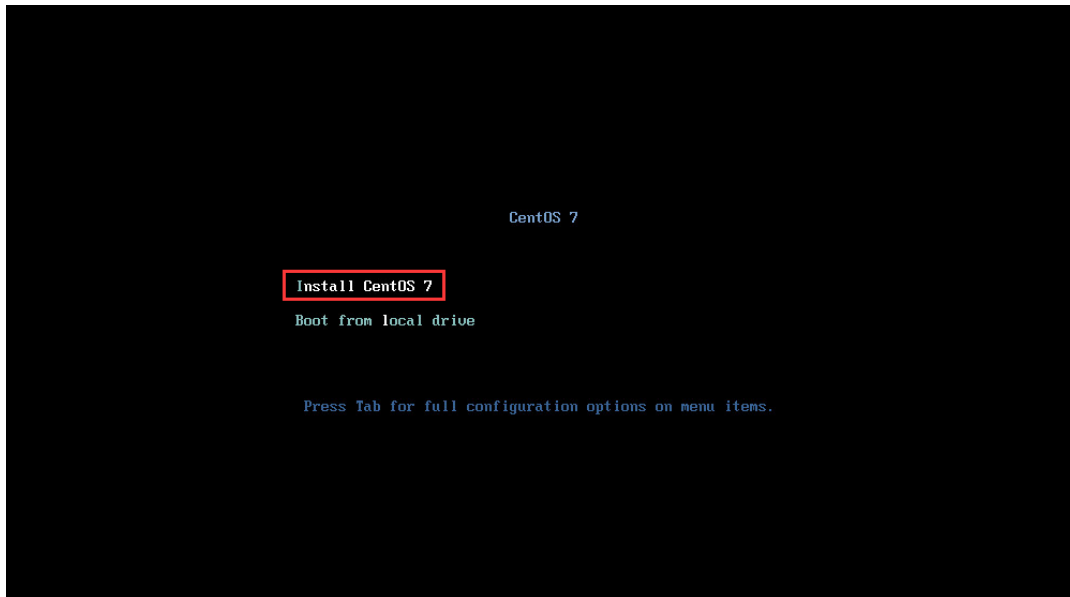 CentOS 7
Install CentOS 7
Boot from local drive
Press Tab for full configuration options on menu items.